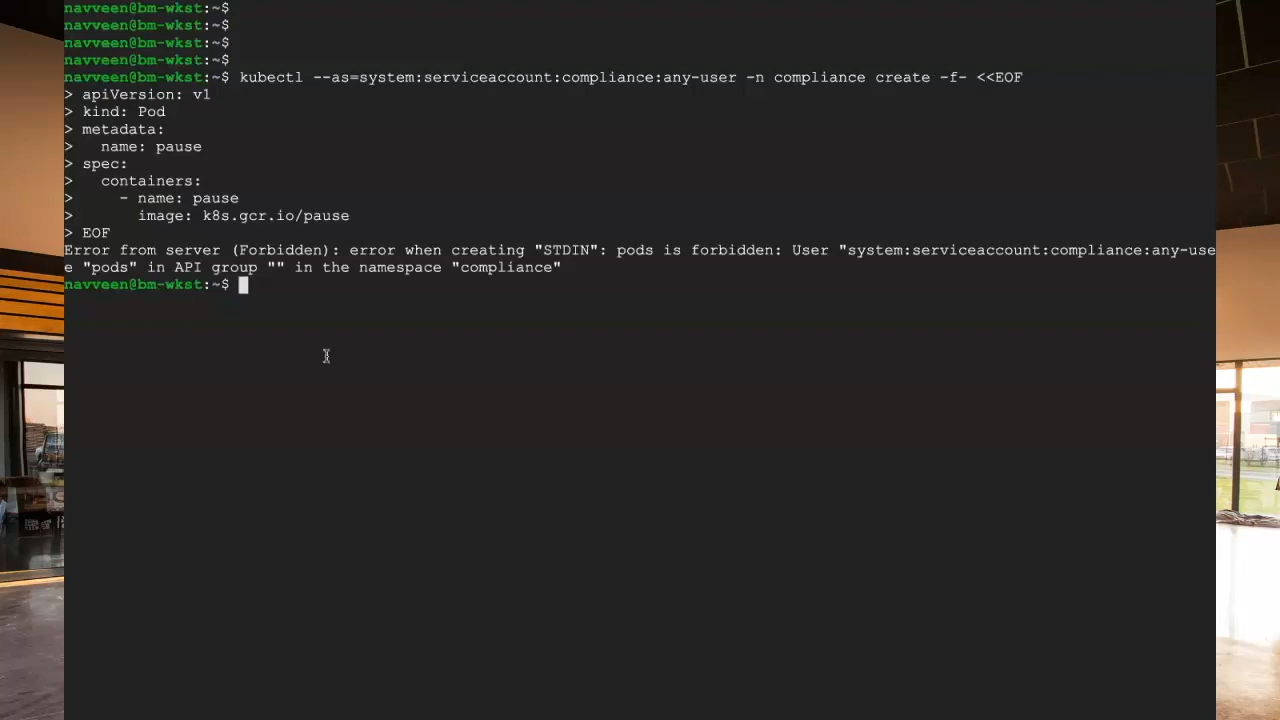 navveen@bm-wkst:~$
navveen@bm-wkst:~$
navveen@bm-wkst:~$
navveen@bm-wkst:~$
navveen@bm-wkst:~$ kubectl --as=system:serviceaccount:compliance:any-user -n compliance create -f- <<EOF
> apiVersion: v1
> kind: Pod
> metadata:
>   name: pause
> spec:
>   containers:
>     - name: pause
>       image: k8s.gcr.io/pause
> EOF
Error from server (Forbidden): error when creating "STDIN": pods is forbidden: User "system:serviceaccount:compliance:any-use
e "pods" in API group "" in the namespace "compliance"
navveen@bm-wkst:~$